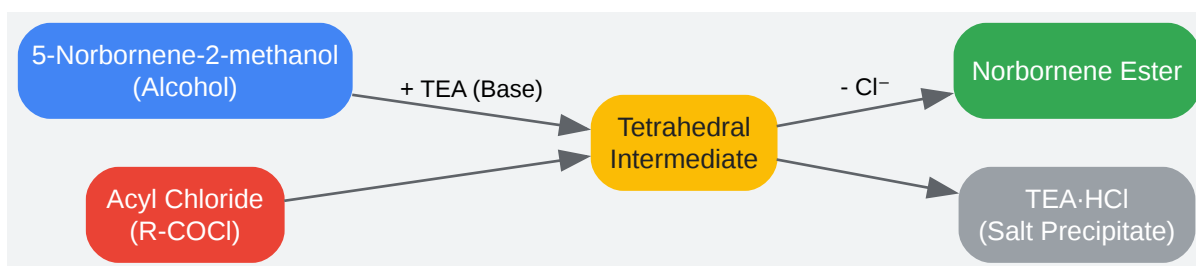 5-Norbornene-2-methanol
(Alcohol)
+ TEA (Base)
Acyl Chloride
(R-COCl)
Tetrahedral
Intermediate
- Cl⁻
Norbornene Ester
TEA·HCl
(Salt Precipitate)